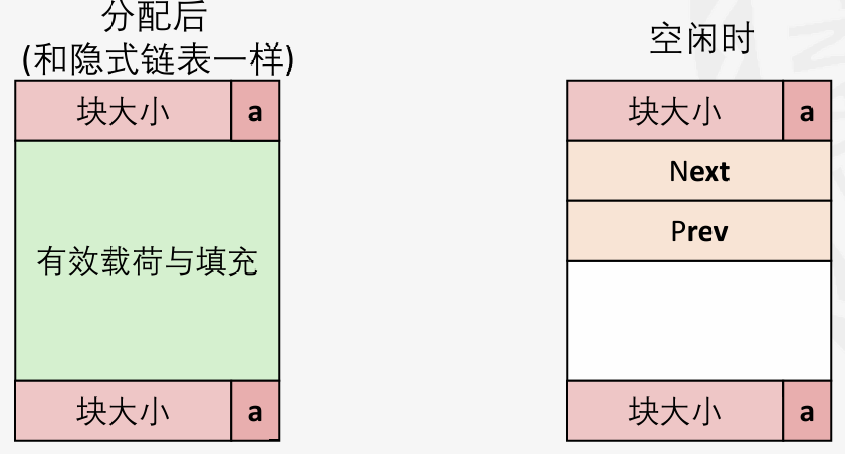 分配后
(和隐式链表一样)
块大小 a
有效载荷与填充
块大小 a
空闲时
块大小 a
Next
Prev
块大小 a